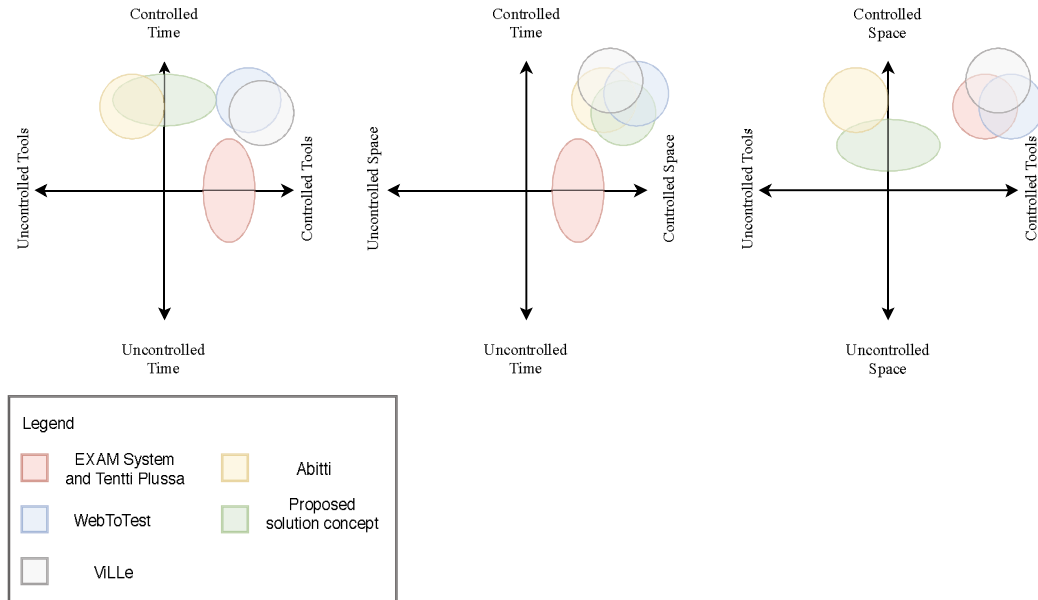 Controlled
Time
Uncontrolled Tools
Controlled Tools
Uncontrolled
Time
Controlled
Time
Uncontrolled Space
Controlled Space
Uncontrolled
Time
Controlled
Space
Uncontrolled Tools
Controlled Tools
Uncontrolled
Space
Legend
EXAM System
and Tentti Plussa
Abitti
WebToTest
Proposed
solution concept
ViLLe